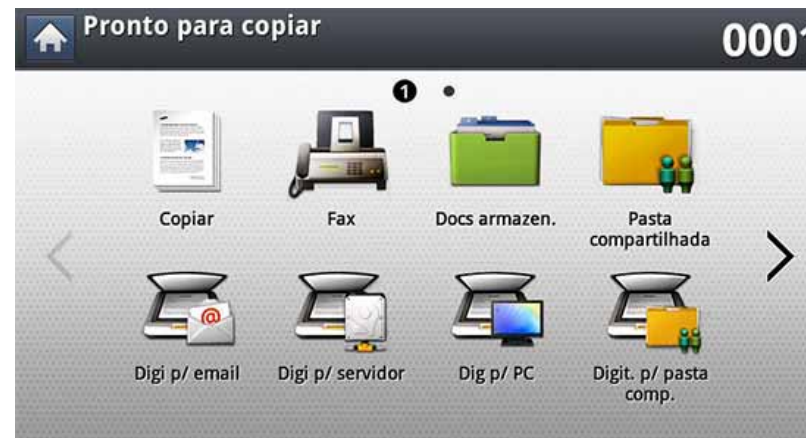 Pronto para copiar
0001
1
Copiar
Fax
Docs armazen.
Pasta
compartilhada
Digi p/ email
Digi p/ servidor
Dig p/ PC
Digit. p/ pasta
comp.